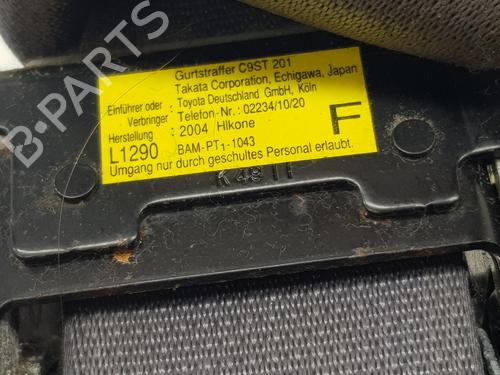 Gurtstraffer C9ST 201
Takata Corporation, Echigawa, Japan
Einführer oder : Toyota Deutschland GmbH, Köln
Verbringer Telefon-Nr.: 02234/10/20
Herstellung : 2004 HIkone
F
L1290 BAM-PT1-1043
Umgang nur durch geschultes Personal erlaubt.
B-PARTS